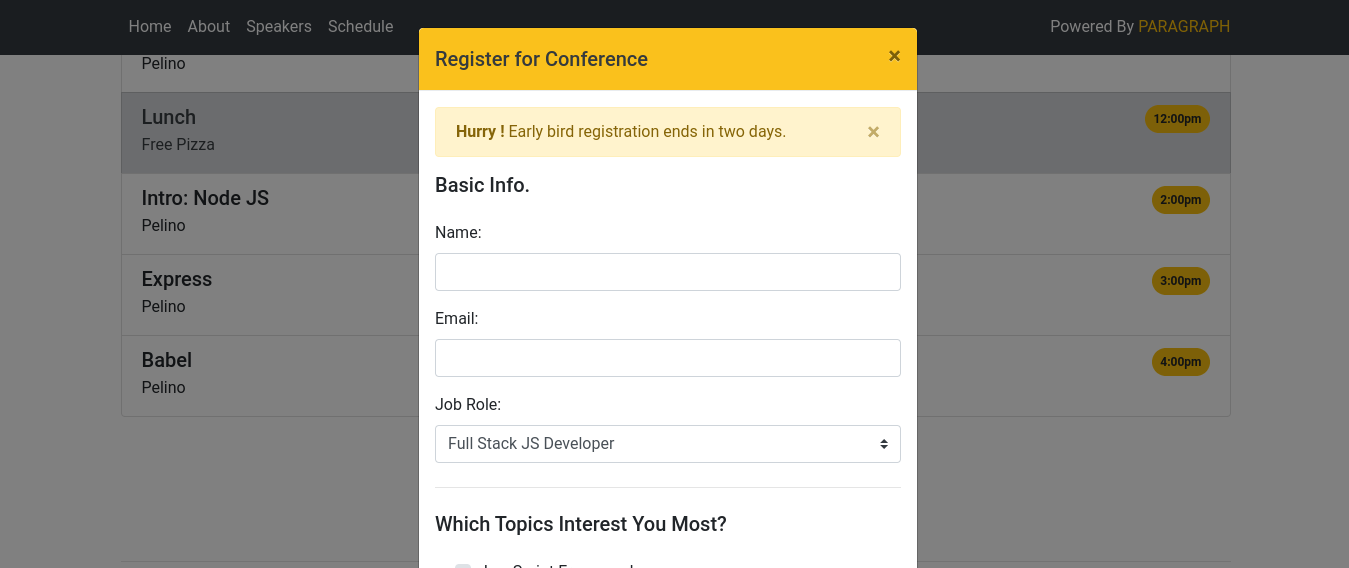 Home About Speakers Schedule
Powered By PARAGRAPH
Pelino
Lunch
Free Pizza
12:00pm
Intro: Node JS
Pelino
2:00pm
Express
Pelino
3:00pm
Babel
Pelino
4:00pm
Register for Conference ×
Hurry ! Early bird registration ends in two days. ×
Basic Info.
Name:
Email:
Job Role:
Full Stack JS Developer
Which Topics Interest You Most?